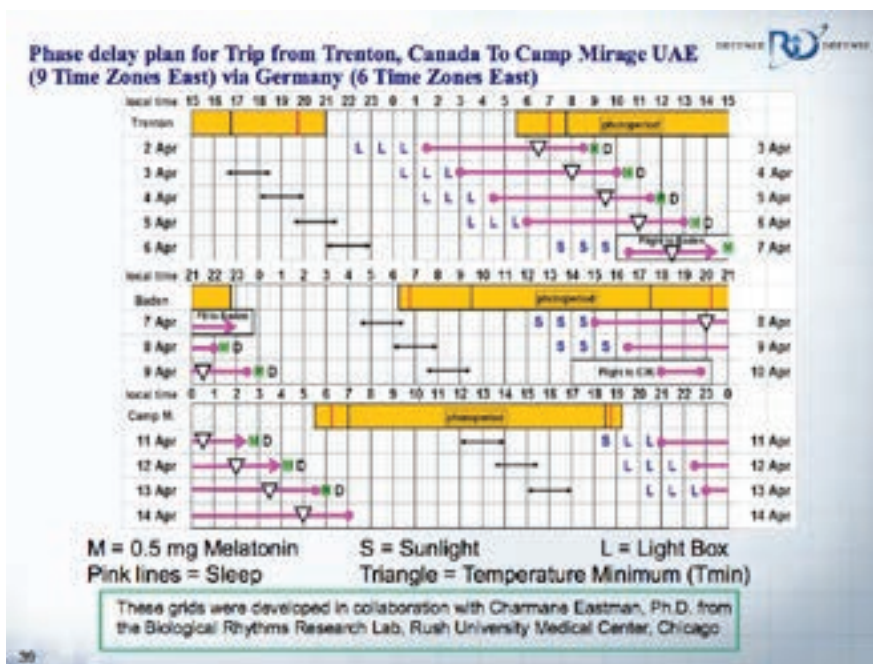 Phase delay plan for Trip from Trenton, Canada To Camp Mirage UAE
(9 Time Zones East) via Germany (6 Time Zones East)
DEFENCE R D DEFENSE
local time 15 16 17 18 19 20 21 22 23 0 1 2 3 4 5 6 7 8 9 10 11 12 13 14 15
Trenton photoperiod
2 Apr L L L M D 3 Apr
3 Apr L L L M D 4 Apr
4 Apr L L L M D 5 Apr
5 Apr L L L M D 6 Apr
6 Apr S S S Flight to Baden M 7 Apr
local time 21 22 23 0 1 2 3 4 5 6 7 8 9 10 11 12 13 14 15 16 17 18 19 20 21
Baden photoperiod
7 Apr S S S 8 Apr
8 Apr M D S S S 9 Apr
9 Apr M D Flight to CM 10 Apr
local time 0 1 2 3 4 5 6 7 8 9 10 11 12 13 14 15 16 17 18 19 20 21 22 23 0
Camp M. photoperiod
11 Apr M D S L L 11 Apr
12 Apr M D L L L 12 Apr
13 Apr M D L L L 13 Apr
14 Apr 14 Apr
M = 0.5 mg Melatonin S = Sunlight L = Light Box
Pink lines = Sleep Triangle = Temperature Minimum (Tmin)
These grids were developed in collaboration with Charmane Eastman, Ph.D. from
the Biological Rhythms Research Lab, Rush University Medical Center, Chicago
39